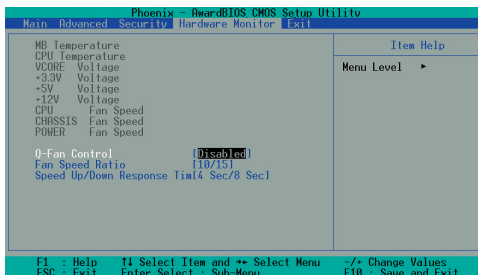 Phoenix - AwardBIOS CMOS Setup Utility
Main Advanced Security Hardware Monitor Exit
MB Temperature
CPU Temperature
VCORE Voltage
+3.3V Voltage
+5V Voltage
+12V Voltage
CPU Fan Speed
CHASSIS Fan Speed
POWER Fan Speed
Q-Fan Control [Disabled]
Fan Speed Ratio [10/15]
Speed Up/Down Response Tim[4 Sec/8 Sec]
Item Help
Menu Level ►
F1 : Help ↑↓ Select Item and →← Select Menu -/+ Change Values
ESC : Exit Enter Select : Sub-Menu F10 : Save and Exit